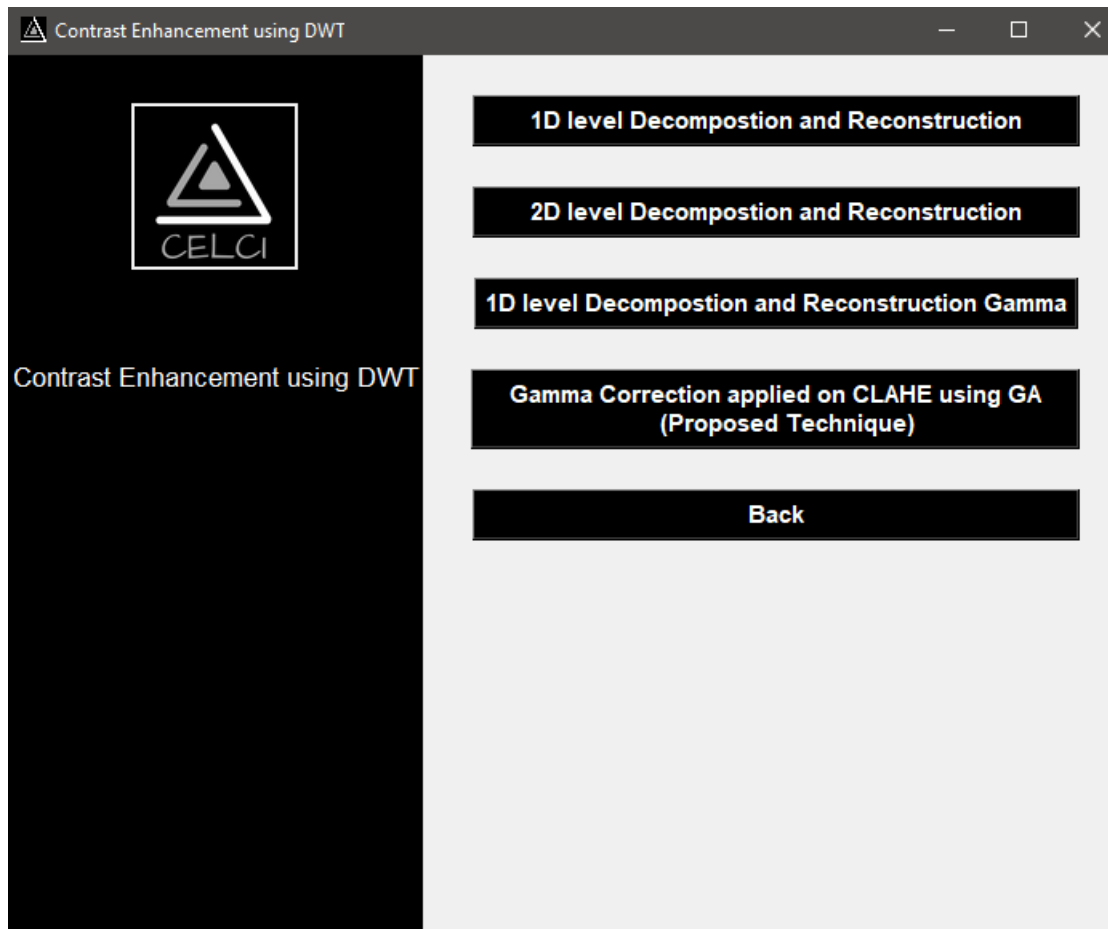 Contrast Enhancement using DWT
CELCI
Contrast Enhancement using DWT
1D level Decompostion and Reconstruction
2D level Decompostion and Reconstruction
1D level Decompostion and Reconstruction Gamma
Gamma Correction applied on CLAHE using GA
(Proposed Technique)
Back